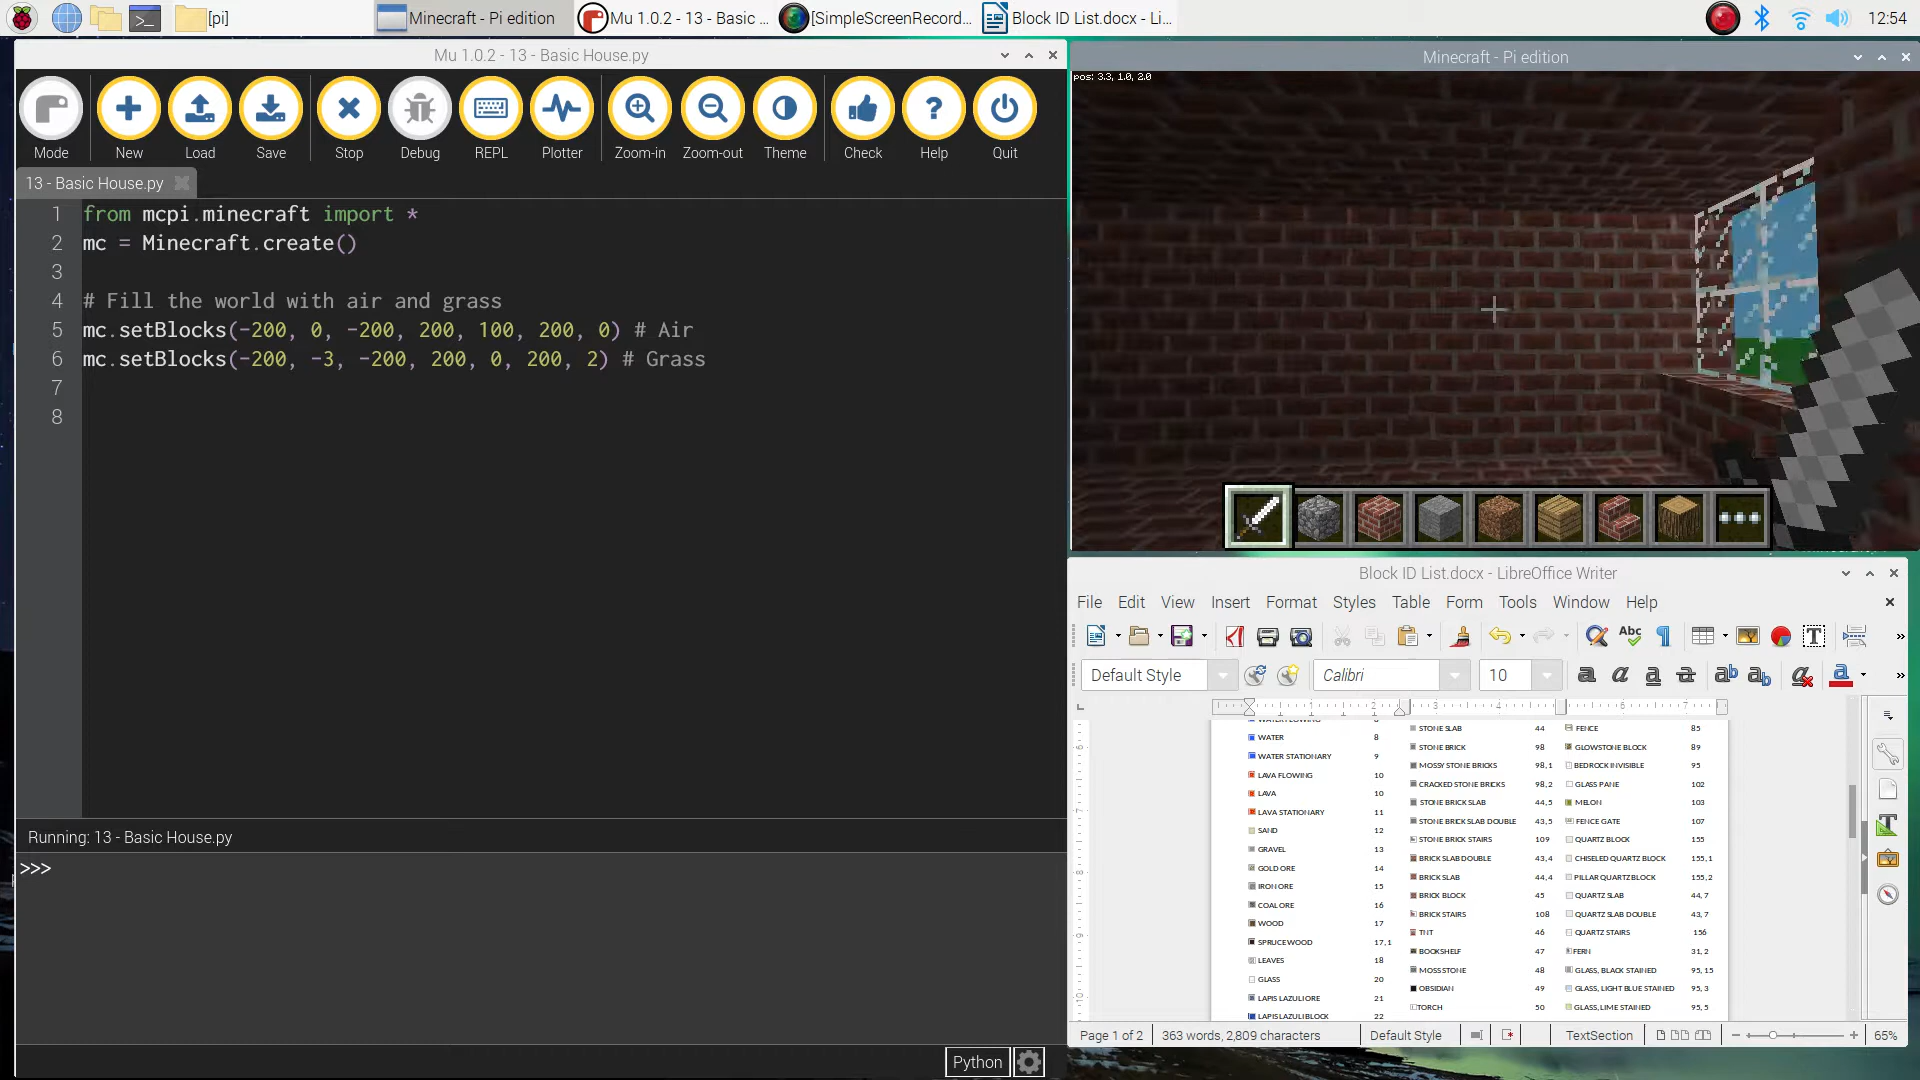 [pi]
Minecraft - Pi edition
Mu 1.0.2 - 13 - Basic ...
[SimpleScreenRecord...
Block ID List.docx - Li...
12:54
Mu 1.0.2 - 13 - Basic House.py
Mode
New
Load
Save
Stop
Debug
REPL
Plotter
Zoom-in
Zoom-out
Theme
Check
Help
Quit
13 - Basic House.py
1 from mcpi.minecraft import *
2 mc = Minecraft.create()
3
4 # Fill the world with air and grass
5 mc.setBlocks(-200, 0, -200, 200, 100, 200, 0) # Air
6 mc.setBlocks(-200, -3, -200, 200, 0, 200, 2) # Grass
7
8
Running: 13 - Basic House.py
>>>
Python
Minecraft - Pi edition
pos: 3.3, 1.0, 2.0
Block ID List.docx - LibreOffice Writer
File Edit View Insert Format Styles Table Form Tools Window Help
Default Style
Calibri
10
WATER 8
WATER STATIONARY 9
LAVA FLOWING 10
LAVA 10
LAVA STATIONARY 11
SAND 12
GRAVEL 13
GOLD ORE 14
IRON ORE 15
COAL ORE 16
WOOD 17
SPRUCE WOOD 17,1
LEAVES 18
GLASS 20
LAPIS LAZULI ORE 21
LAPIS LAZULI BLOCK 22
STONE SLAB 44
STONE BRICK 98
MOSSY STONE BRICKS 98,1
CRACKED STONE BRICKS 98,2
STONE BRICK SLAB 44,5
STONE BRICK SLAB DOUBLE 43,5
STONE BRICK STAIRS 109
BRICK SLAB DOUBLE 43,4
BRICK SLAB 44,4
BRICK BLOCK 45
BRICK STAIRS 108
TNT 46
BOOKSHELF 47
MOSS STONE 48
OBSIDIAN 49
TORCH 50
FENCE 85
GLOWSTONE BLOCK 89
BEDROCK INVISIBLE 95
GLASS PANE 102
MELON 103
FENCE GATE 107
QUARTZ BLOCK 155
CHISELED QUARTZ BLOCK 155,1
PILLAR QUARTZ BLOCK 155,2
QUARTZ SLAB 44, 7
QUARTZ SLAB DOUBLE 43, 7
QUARTZ STAIRS 156
FERN 31, 2
GLASS, BLACK STAINED 95, 15
GLASS, LIGHT BLUE STAINED 95, 3
GLASS, LIME STAINED 95, 5
Page 1 of 2
363 words, 2,809 characters
Default Style
TextSection
65%